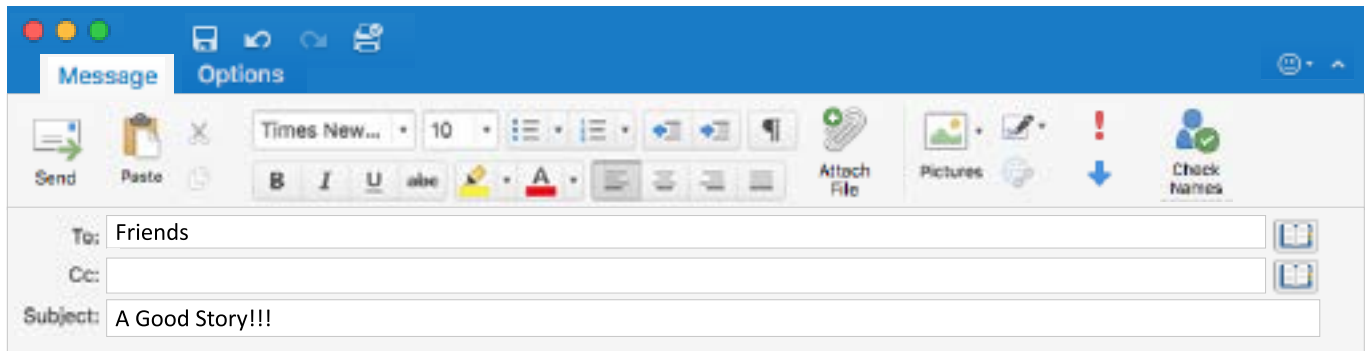 Message Options
Times New... 10
Send Paste B I U abc A Attach File Pictures Check Names
To: Friends
Cc:
Subject: A Good Story!!!